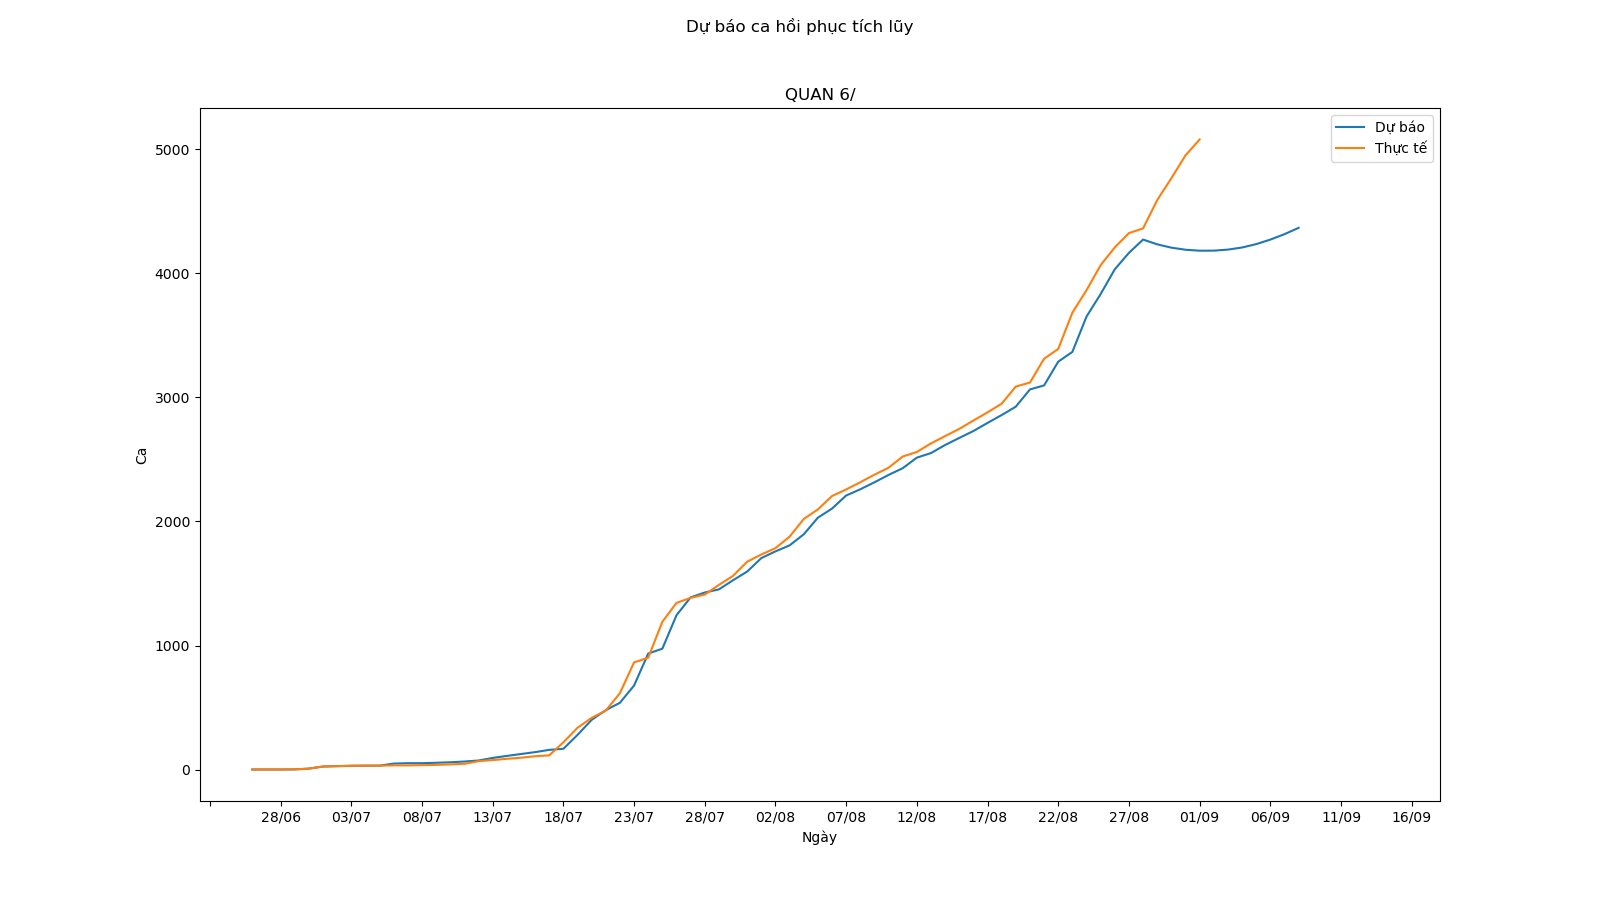 Dự báo ca hồi phục tích lũy
QUAN 6/
Dự báo
Thực tế
5000
4000
3000
2000
1000
0
Ca
28/06 03/07 08/07 13/07 18/07 23/07 28/07 02/08 07/08 12/08 17/08 22/08 27/08 01/09 06/09 11/09 16/09
Ngày